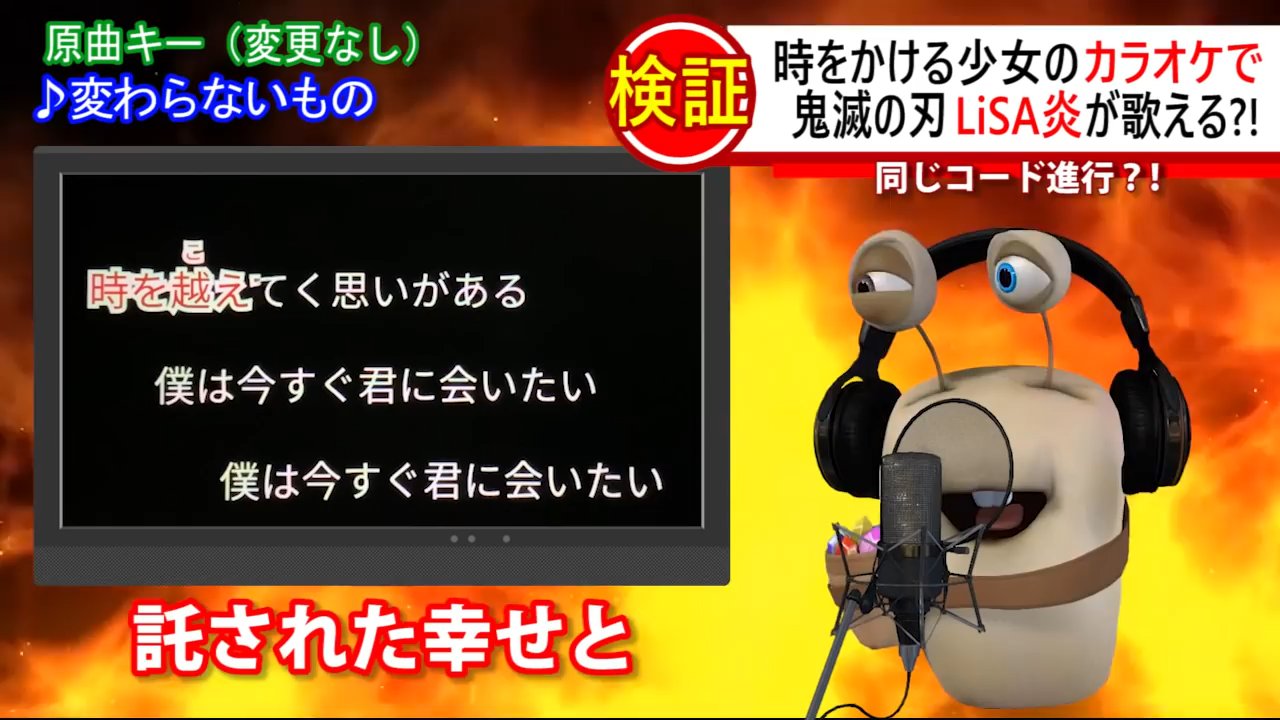 原曲キー（変更なし）
♪変わらないもの
検証
時をかける少女のカラオケで
鬼滅の刃 LiSA炎が歌える?!
同じコード進行？！
こ
時を越えてく思いがある
僕は今すぐ君に会いたい
僕は今すぐ君に会いたい
託された幸せと